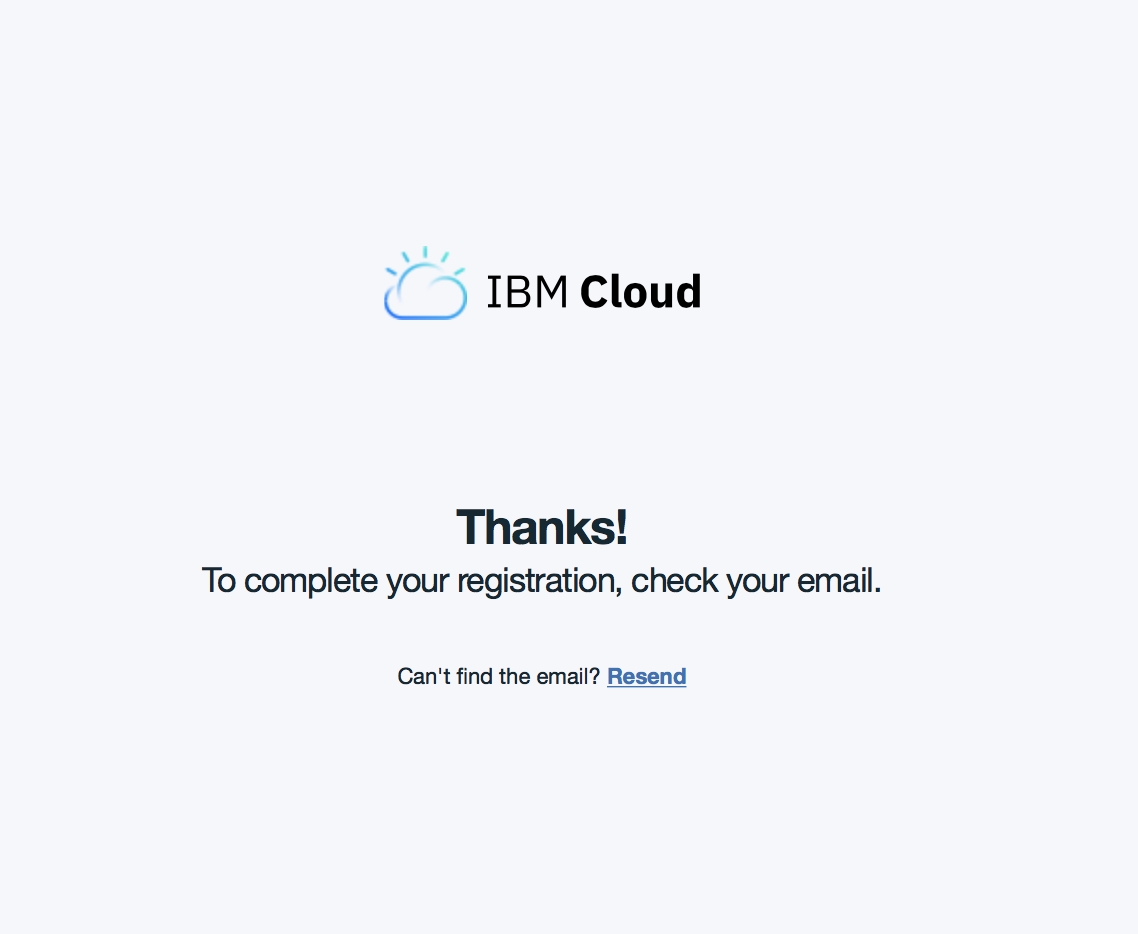 IBM Cloud
Thanks!
To complete your registration, check your email.
Can't find the email? Resend